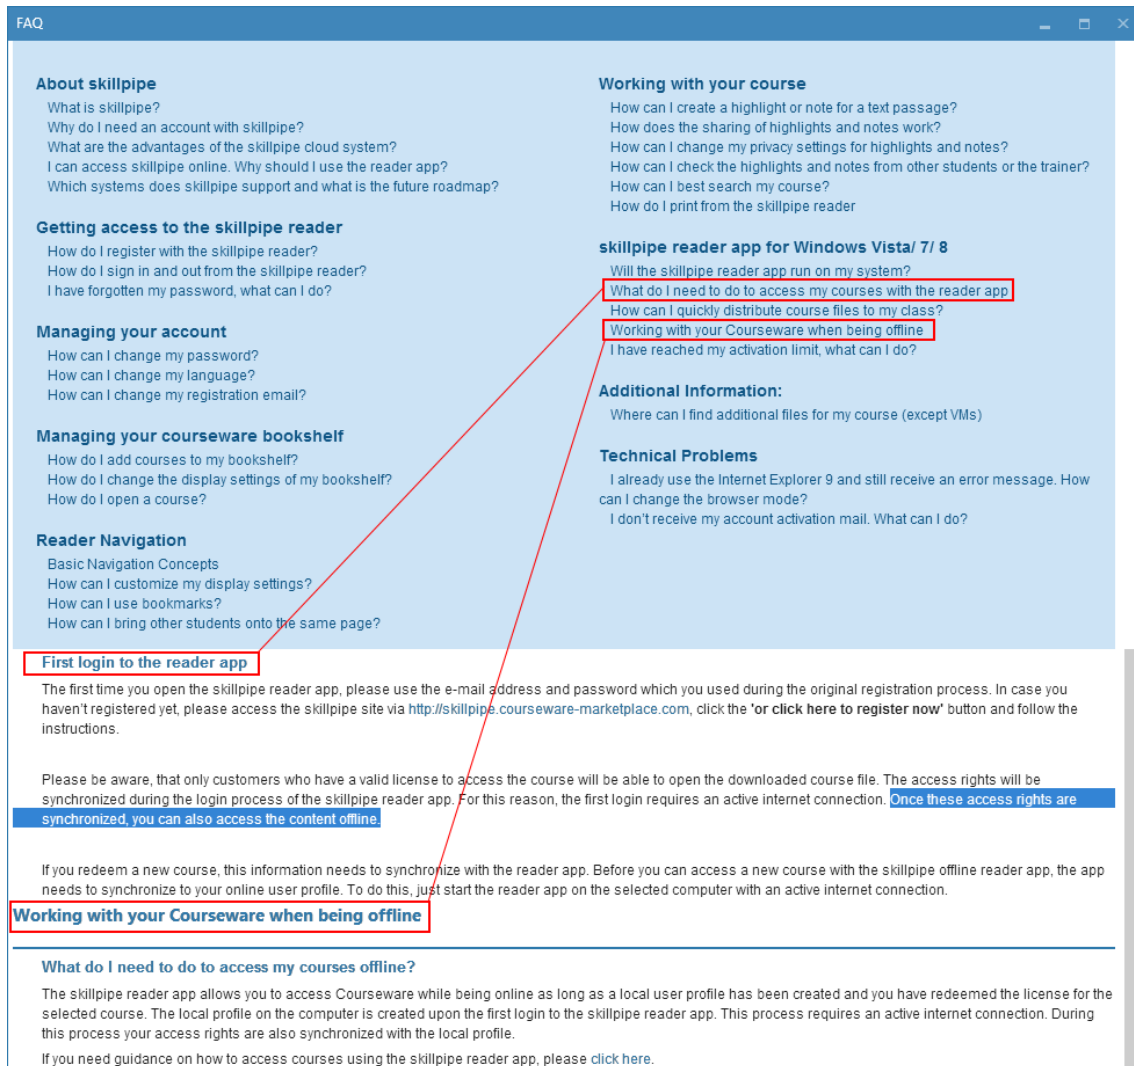 FAQ
About skillpipe
What is skillpipe?
Why do I need an account with skillpipe?
What are the advantages of the skillpipe cloud system?
I can access skillpipe online. Why should I use the reader app?
Which systems does skillpipe support and what is the future roadmap?
Getting access to the skillpipe reader
How do I register with the skillpipe reader?
How do I sign in and out from the skillpipe reader?
I have forgotten my password, what can I do?
Managing your account
How can I change my password?
How can I change my language?
How can I change my registration email?
Managing your courseware bookshelf
How do I add courses to my bookshelf?
How do I change the display settings of my bookshelf?
How do I open a course?
Reader Navigation
Basic Navigation Concepts
How can I customize my display settings?
How can I use bookmarks?
How can I bring other students onto the same page?
Working with your course
How can I create a highlight or note for a text passage?
How does the sharing of highlights and notes work?
How can I change my privacy settings for highlights and notes?
How can I check the highlights and notes from other students or the trainer?
How can I best search my course?
How do I print from the skillpipe reader
skillpipe reader app for Windows Vista/ 7/ 8
Will the skillpipe reader app run on my system?
What do I need to do to access my courses with the reader app
How can I quickly distribute course files to my class?
Working with your Courseware when being offline
I have reached my activation limit, what can I do?
Additional Information:
Where can I find additional files for my course (except VMs)
Technical Problems
I already use the Internet Explorer 9 and still receive an error message. How
can I change the browser mode?
I don't receive my account activation mail. What can I do?
First login to the reader app
The first time you open the skillpipe reader app, please use the e-mail address and password which you used during the original registration process. In case you
haven't registered yet, please access the skillpipe site via http://skillpipe.courseware-marketplace.com, click the 'or click here to register now' button and follow the
instructions.
Please be aware, that only customers who have a valid license to access the course will be able to open the downloaded course file. The access rights will be
synchronized during the login process of the skillpipe reader app. For this reason, the first login requires an active internet connection. Once these access rights are
synchronized, you can also access the content offline.
If you redeem a new course, this information needs to synchronize with the reader app. Before you can access a new course with the skillpipe offline reader app, the app
needs to synchronize to your online user profile. To do this, just start the reader app on the selected computer with an active internet connection.
Working with your Courseware when being offline
What do I need to do to access my courses offline?
The skillpipe reader app allows you to access Courseware while being online as long as a local user profile has been created and you have redeemed the license for the
selected course. The local profile on the computer is created upon the first login to the skillpipe reader app. This process requires an active internet connection. During
this process your access rights are also synchronized with the local profile.
If you need guidance on how to access courses using the skillpipe reader app, please click here.